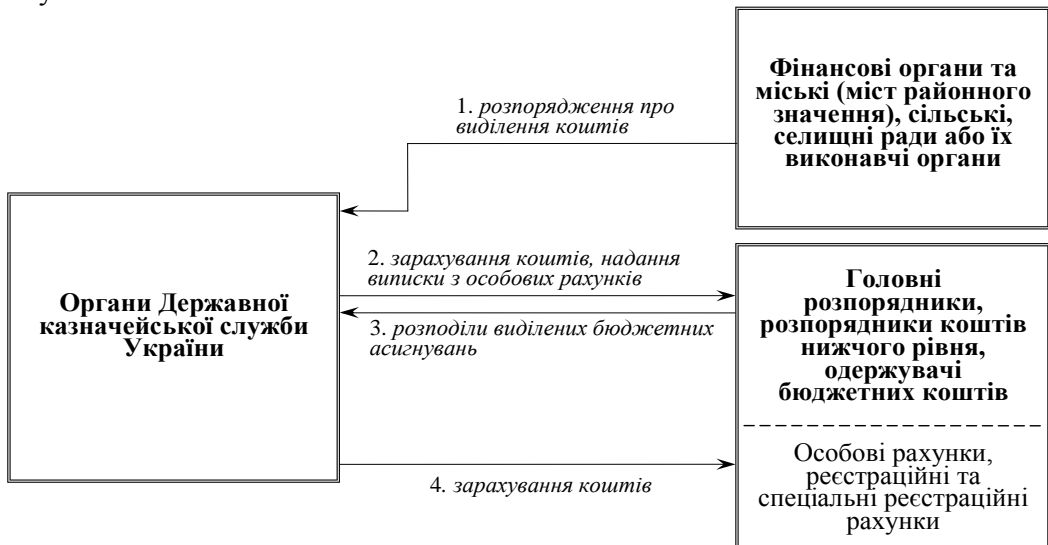 у
Фінансові органи та
міські (міст районного
значення), сільські,
селищні ради або їх
виконавчі органи
1. розпорядження про
виділення коштів
Органи Державної
казначейської служби
України
2. зарахування коштів, надання
виписки з особових рахунків
3. розподіли виділених бюджетних
асигнувань
Головні
розпорядники,
розпорядники коштів
нижчого рівня,
одержувачі
бюджетних коштів
4. зарахування коштів
Особові рахунки,
реєстраційні та
спеціальні реєстраційні
рахунки